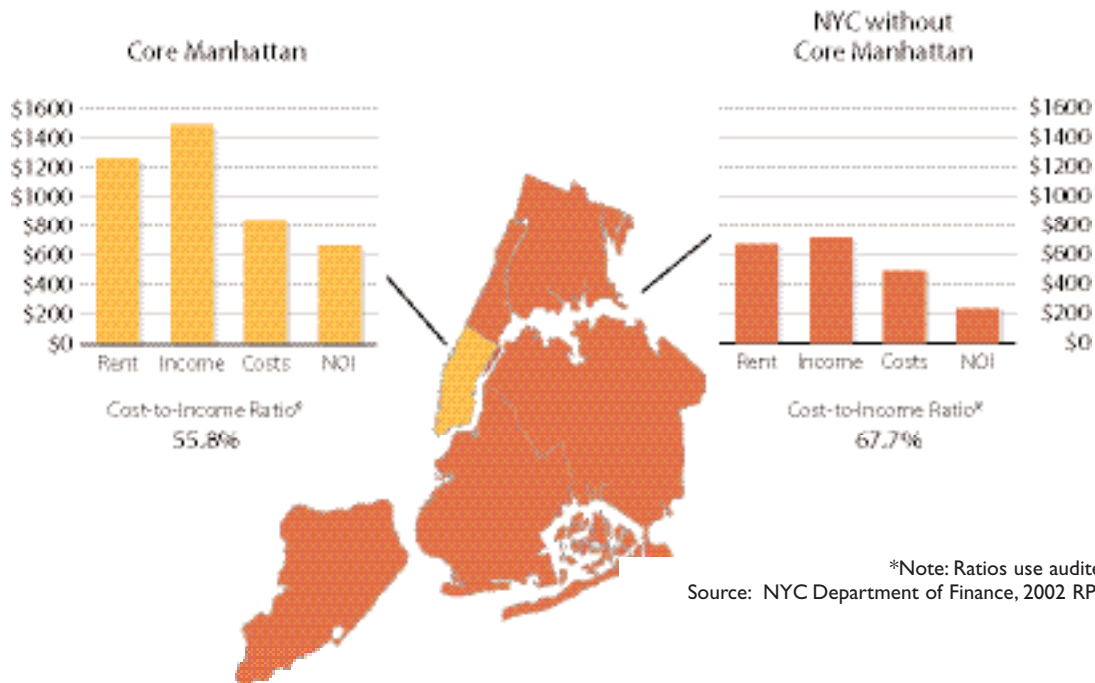 Core Manhattan
$1600
$1400
$1200
$1000
$800
$600
$400
$200
$0
Rent Income Costs NOI
Cost-to-Income Ratio*
55.8%
NYC without
Core Manhattan
$1600
$1400
$1200
$1000
$800
$600
$400
$200
$0
Rent Income Costs NOI
Cost-to-Income Ratio*
67.7%
*Note: Ratios use audite
Source: NYC Department of Finance, 2002 RP